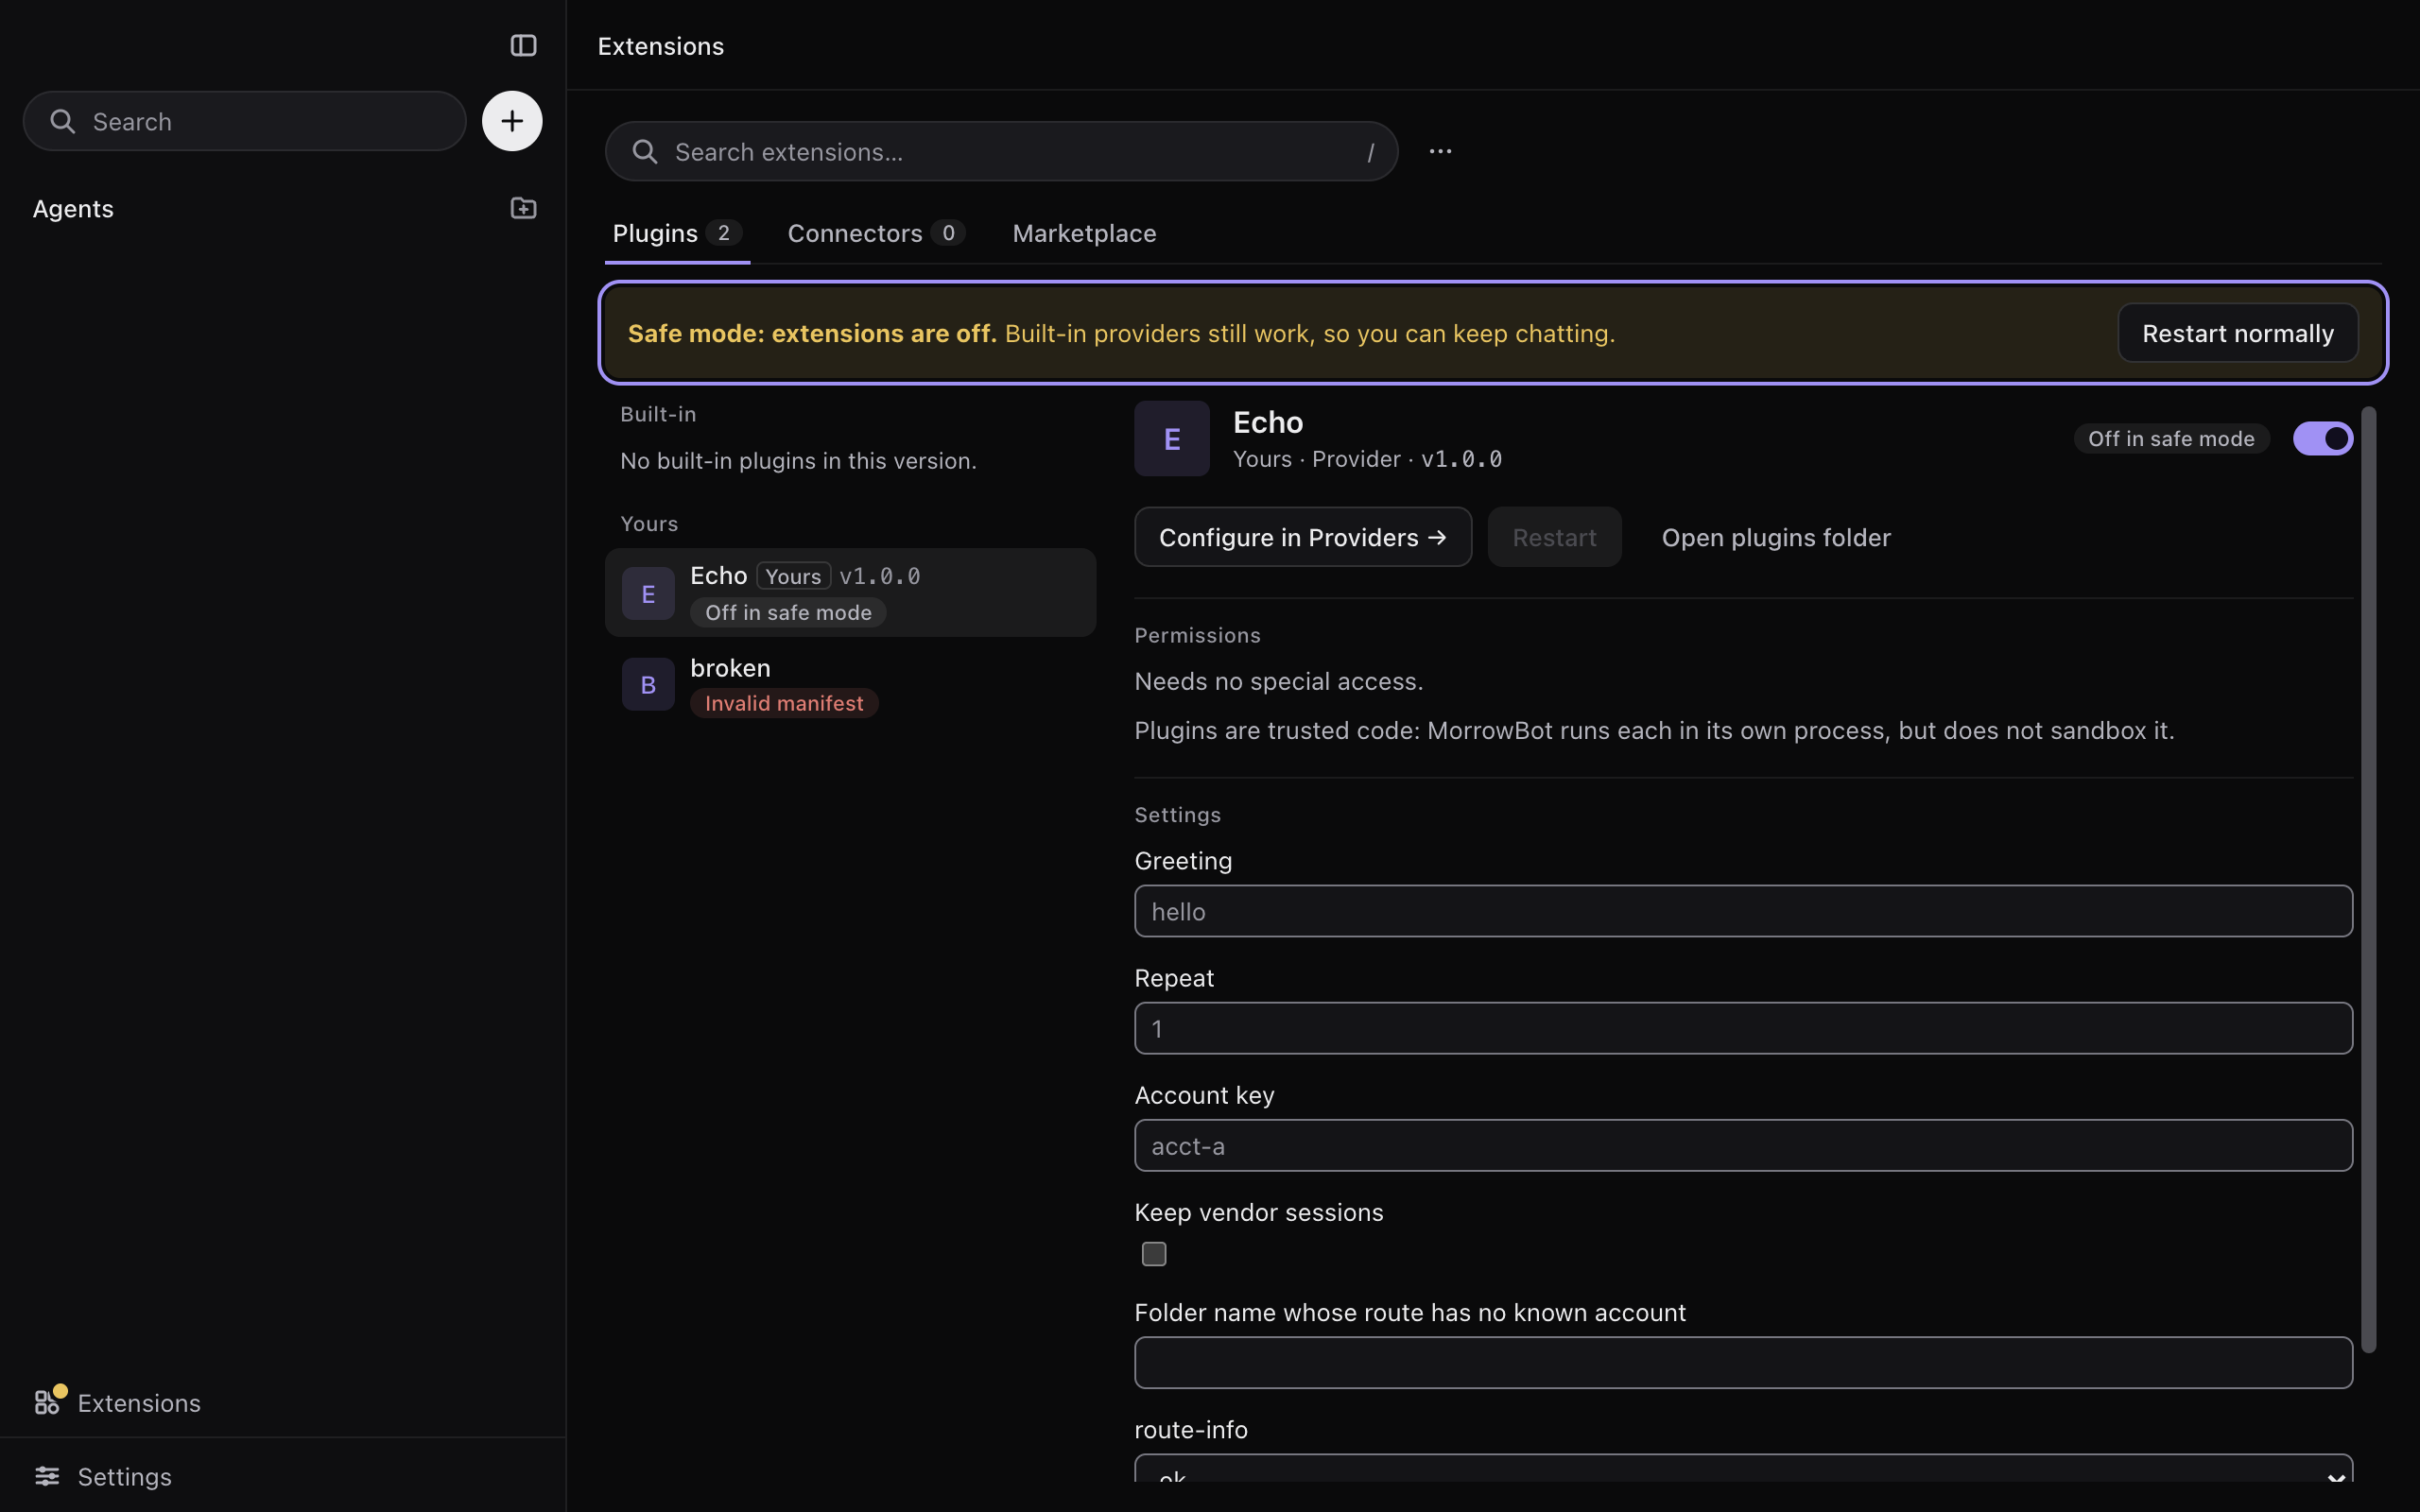 Extensions
Search
Agents
Search extensions... /
Plugins 2 Connectors 0 Marketplace
Safe mode: extensions are off. Built-in providers still work, so you can keep chatting. Restart normally
Built-in
No built-in plugins in this version.
Yours
E Echo Yours v1.0.0
Off in safe mode
B broken
Invalid manifest
E Echo
Yours · Provider · v1.0.0
Off in safe mode
Configure in Providers → Restart Open plugins folder
Permissions
Needs no special access.
Plugins are trusted code: MorrowBot runs each in its own process, but does not sandbox it.
Settings
Greeting
hello
Repeat
1
Account key
acct-a
Keep vendor sessions
Folder name whose route has no known account
route-info
ok
Extensions
Settings